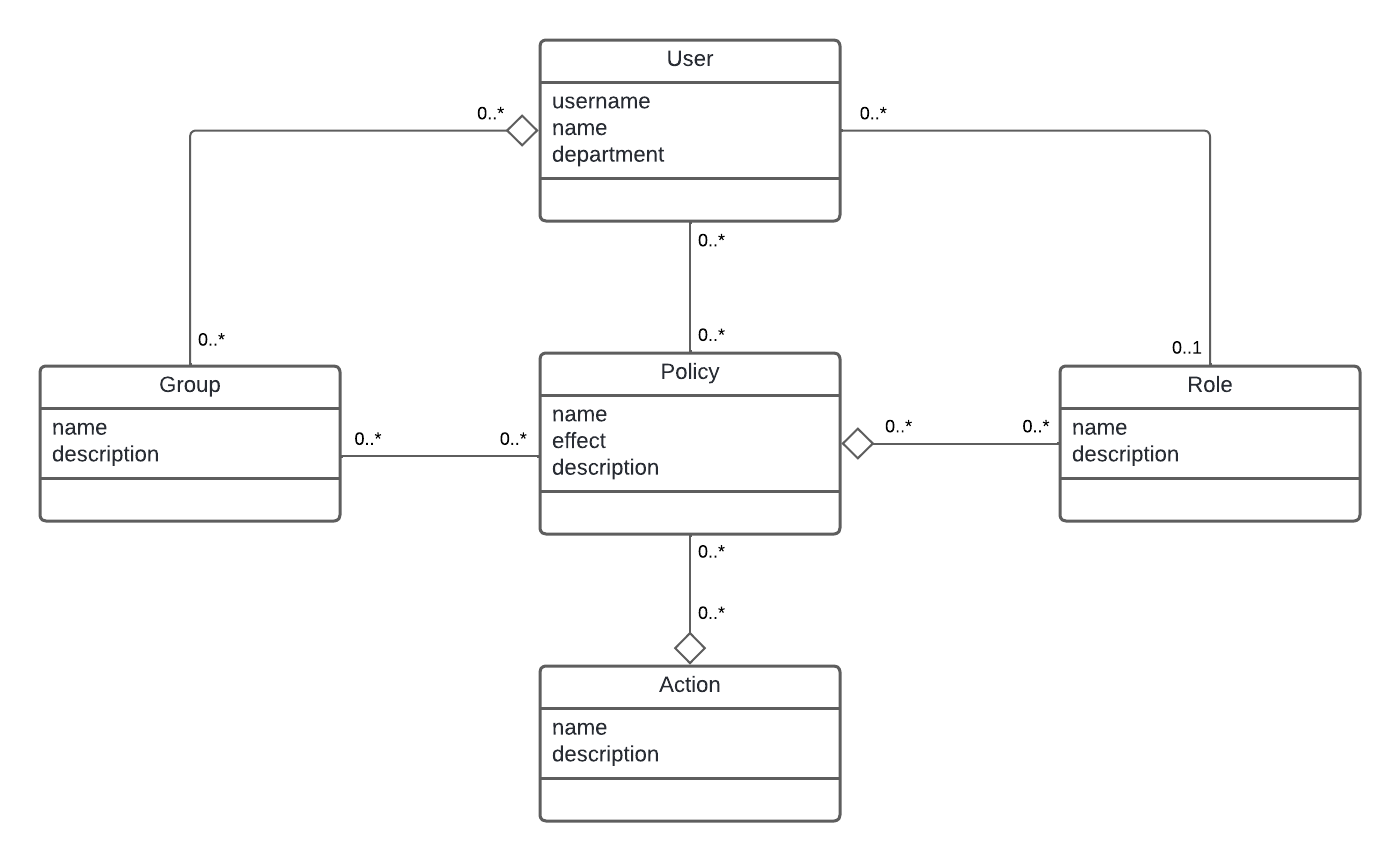 User
username
name
department
0..*
0..*
0..*
0..*
0..*
0..1
Group
name
description
Policy
name
effect
description
Role
name
description
0..*
0..*
0..*
0..*
0..*
0..*
Action
name
description